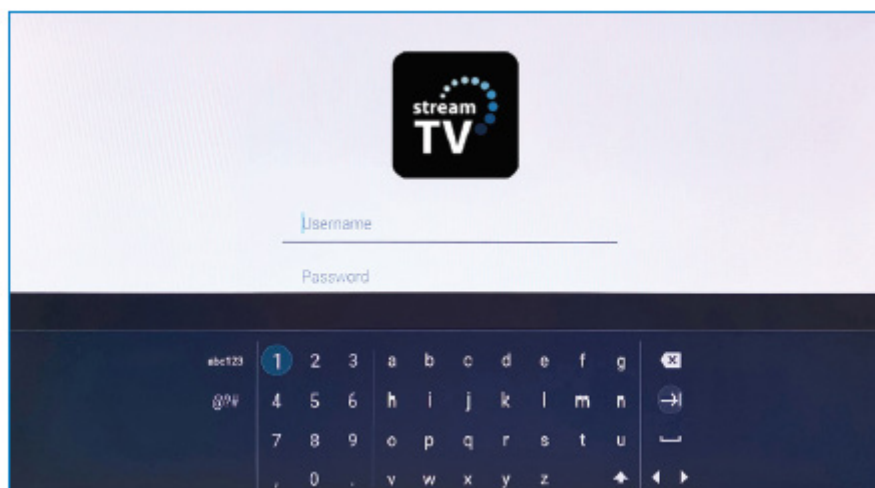 stream
TV
Username
Password
abc123 1 2 3 a b c d e f g
@?# 4 5 6 h i j k l m n
7 8 9 o p q r s t u
, 0 . v w x y z